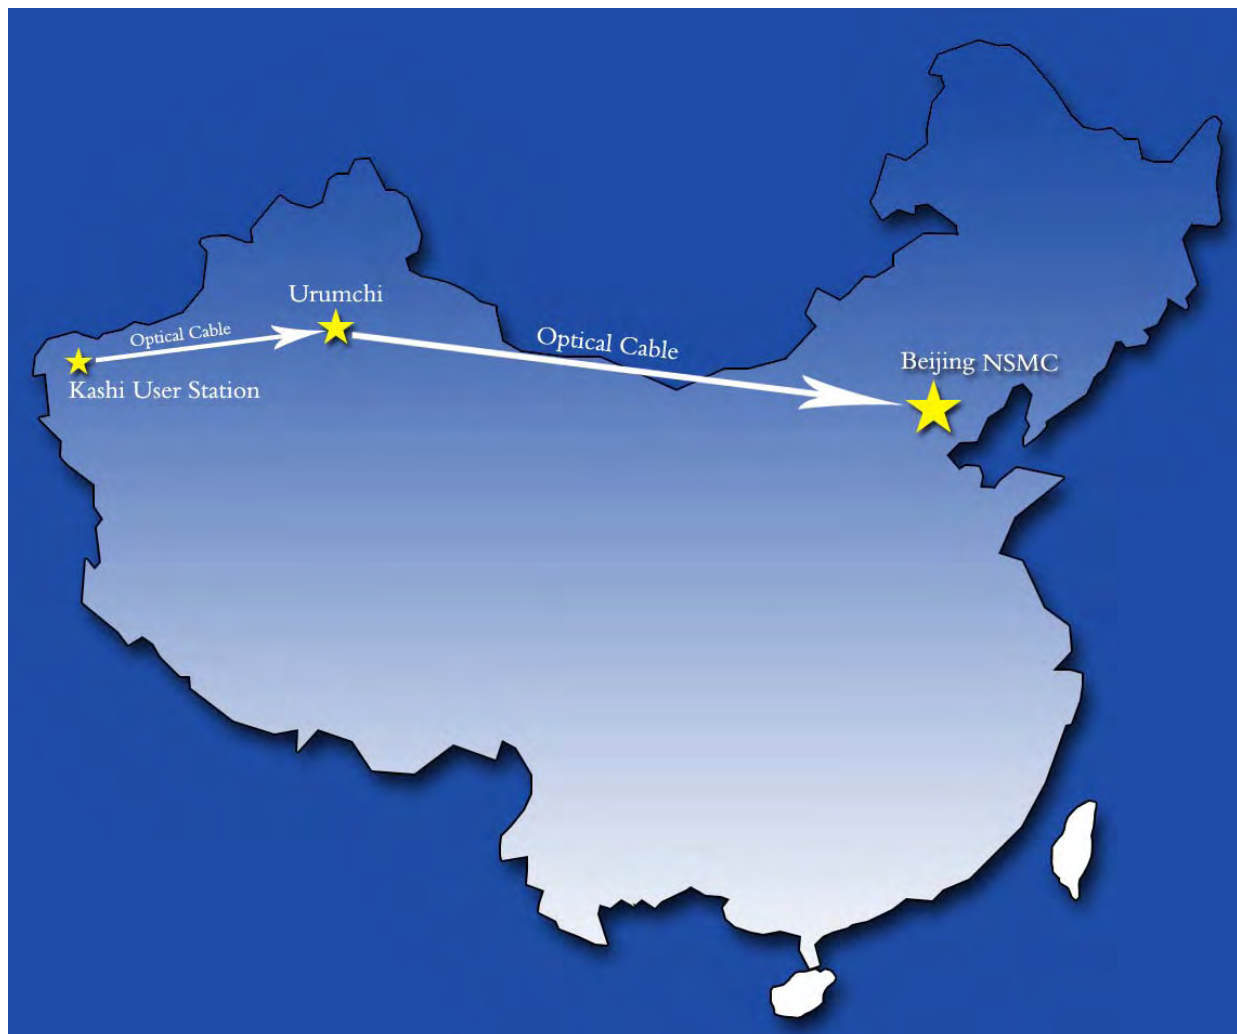 Urumchi
Optical Cable
Optical Cable
Kashi User Station
Beijing NSMC